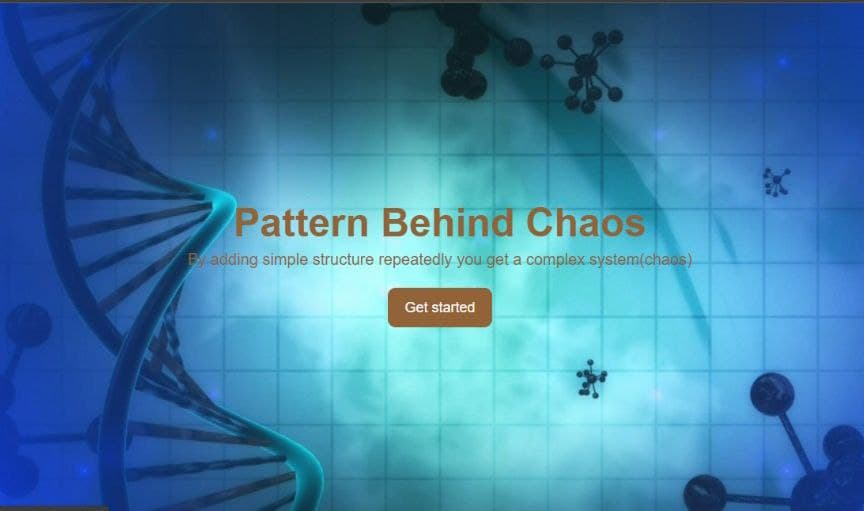 Pattern Behind Chaos
By adding simple structure repeatedly you get a complex system(chaos)
Get started